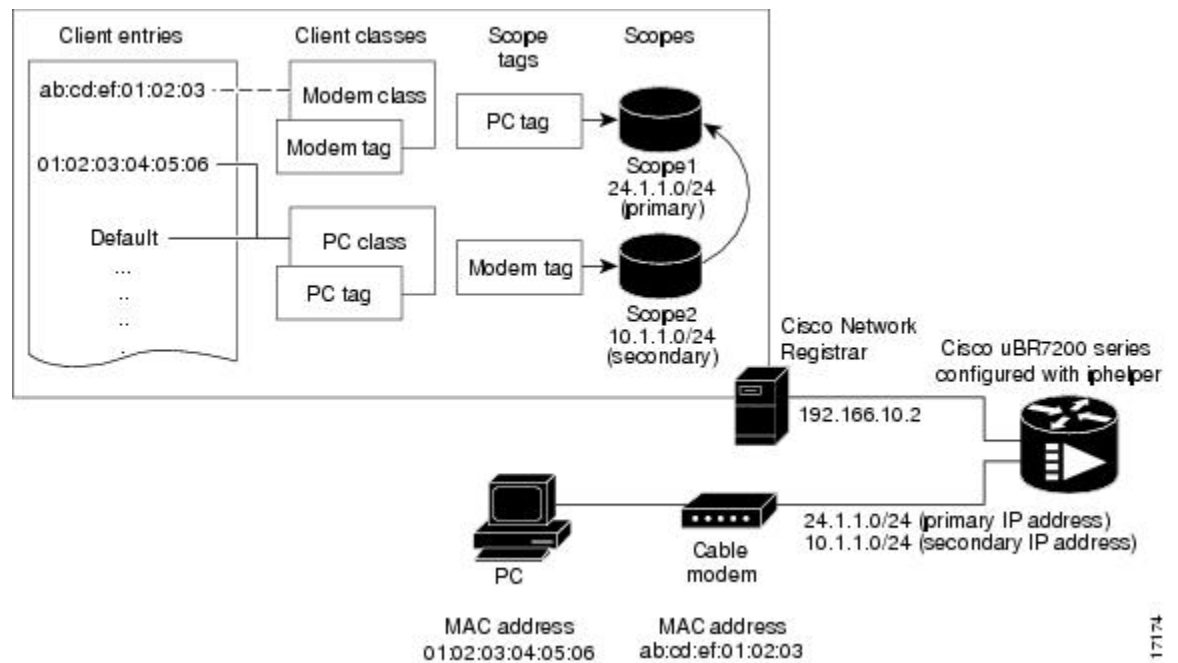 Client entries
Client classes
Scope
tags
Scopes
ab:cd:ef:01:02:03
Modem class
Modem tag
PC tag
Scope1
24.1.1.0/24
(primary)
01:02:03:04:05:06
Default
...
..
..
.
PC class
PC tag
Modem tag
Scope2
10.1.1.0/24
(secondary)
Cisco Network
Registrar
192.166.10.2
Cisco uBR7200 series
configured with iphelper
24.1.1.0/24 (primary IP address)
10.1.1.0/24 (secondary IP address)
PC
Cable
modem
MAC address
01:02:03:04:05:06
MAC address
ab:cd:ef:01:02:03
17174